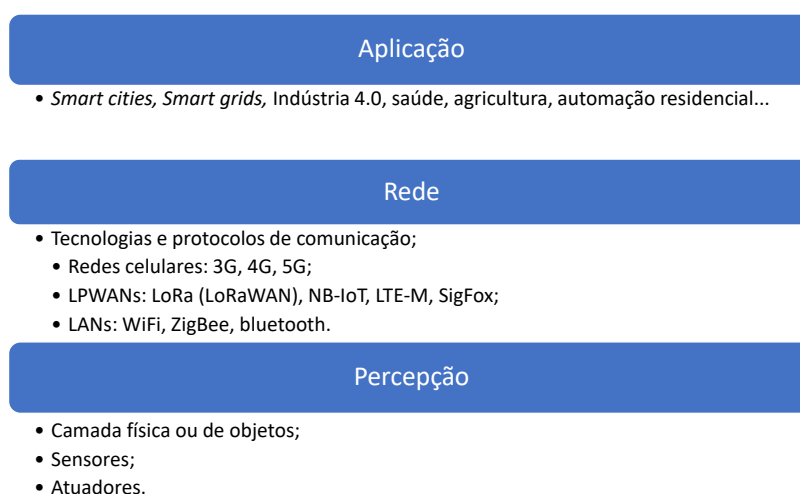 Aplicação
• Smart cities, Smart grids, Indústria 4.0, saúde, agricultura, automação residencial...
Rede
• Tecnologias e protocolos de comunicação;
• Redes celulares: 3G, 4G, 5G;
• LPWANs: LoRa (LoRaWAN), NB-IoT, LTE-M, SigFox;
• LANs: WiFi, ZigBee, bluetooth.
Percepção
• Camada física ou de objetos;
• Sensores;
• Atuadores.